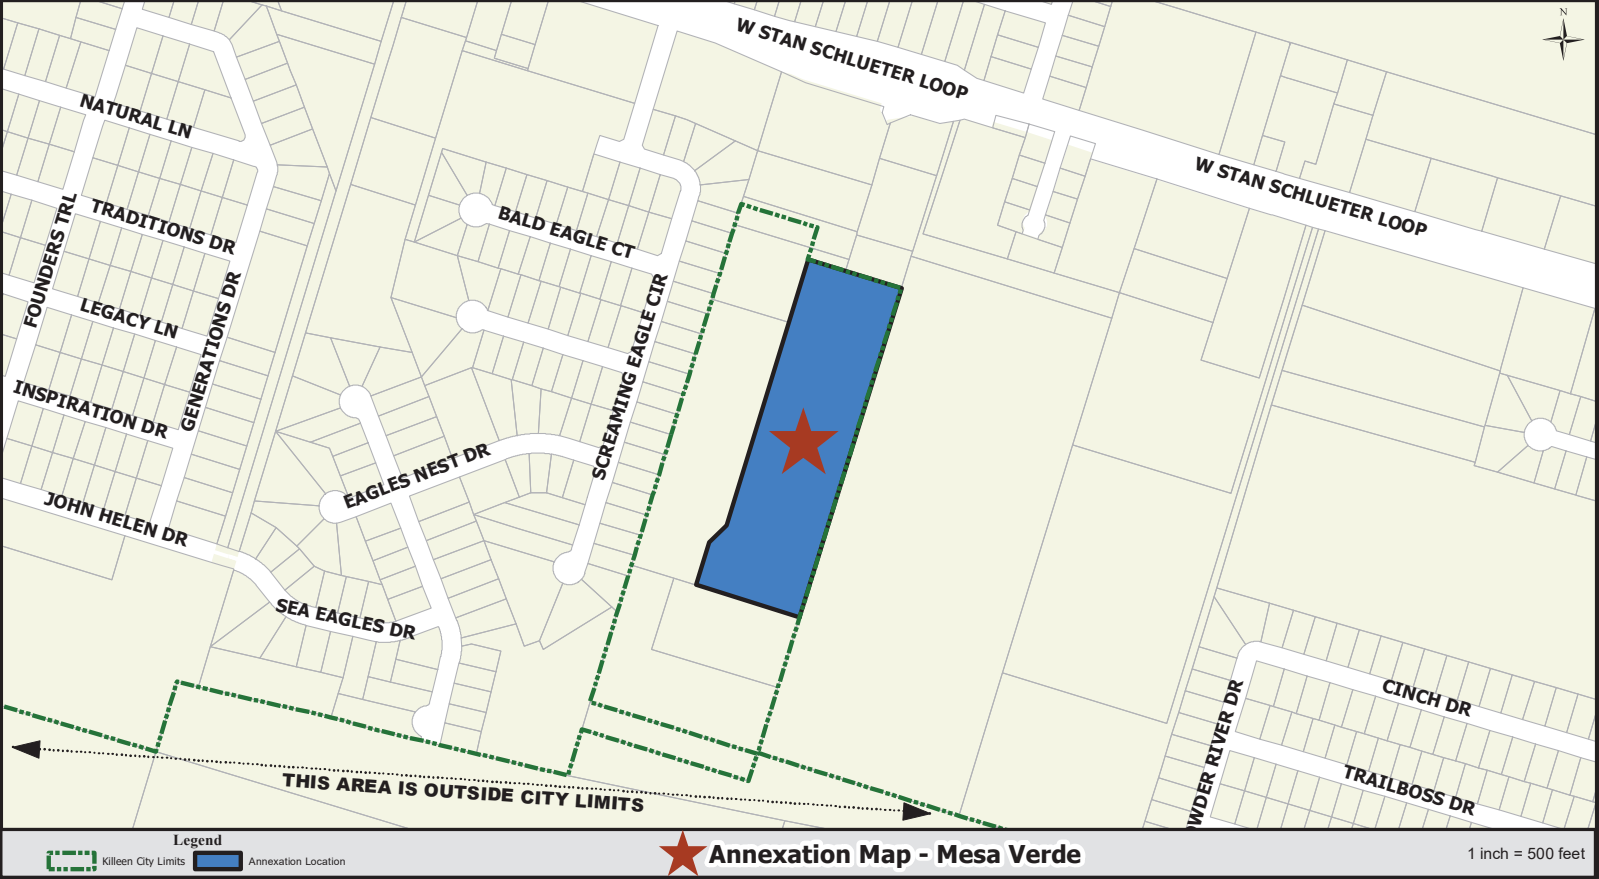 N
W STAN SCHLUETER LOOP
NATURAL LN
W STAN SCHLUETER LOOP
FOUNDERS TRL
TRADITIONS DR
BALD EAGLE CT
LEGACY LN
GENERATIONS DR
SCREAMING EAGLE CIR
INSPIRATION DR
EAGLES NEST DR
JOHN HELEN DR
SEA EAGLES DR
CINCH DR
OWDER RIVER DR
TRAILBOSS DR
THIS AREA IS OUTSIDE CITY LIMITS
Legend
Killeen City Limits
Annexation Location
Annexation Map - Mesa Verde
1 inch = 500 feet